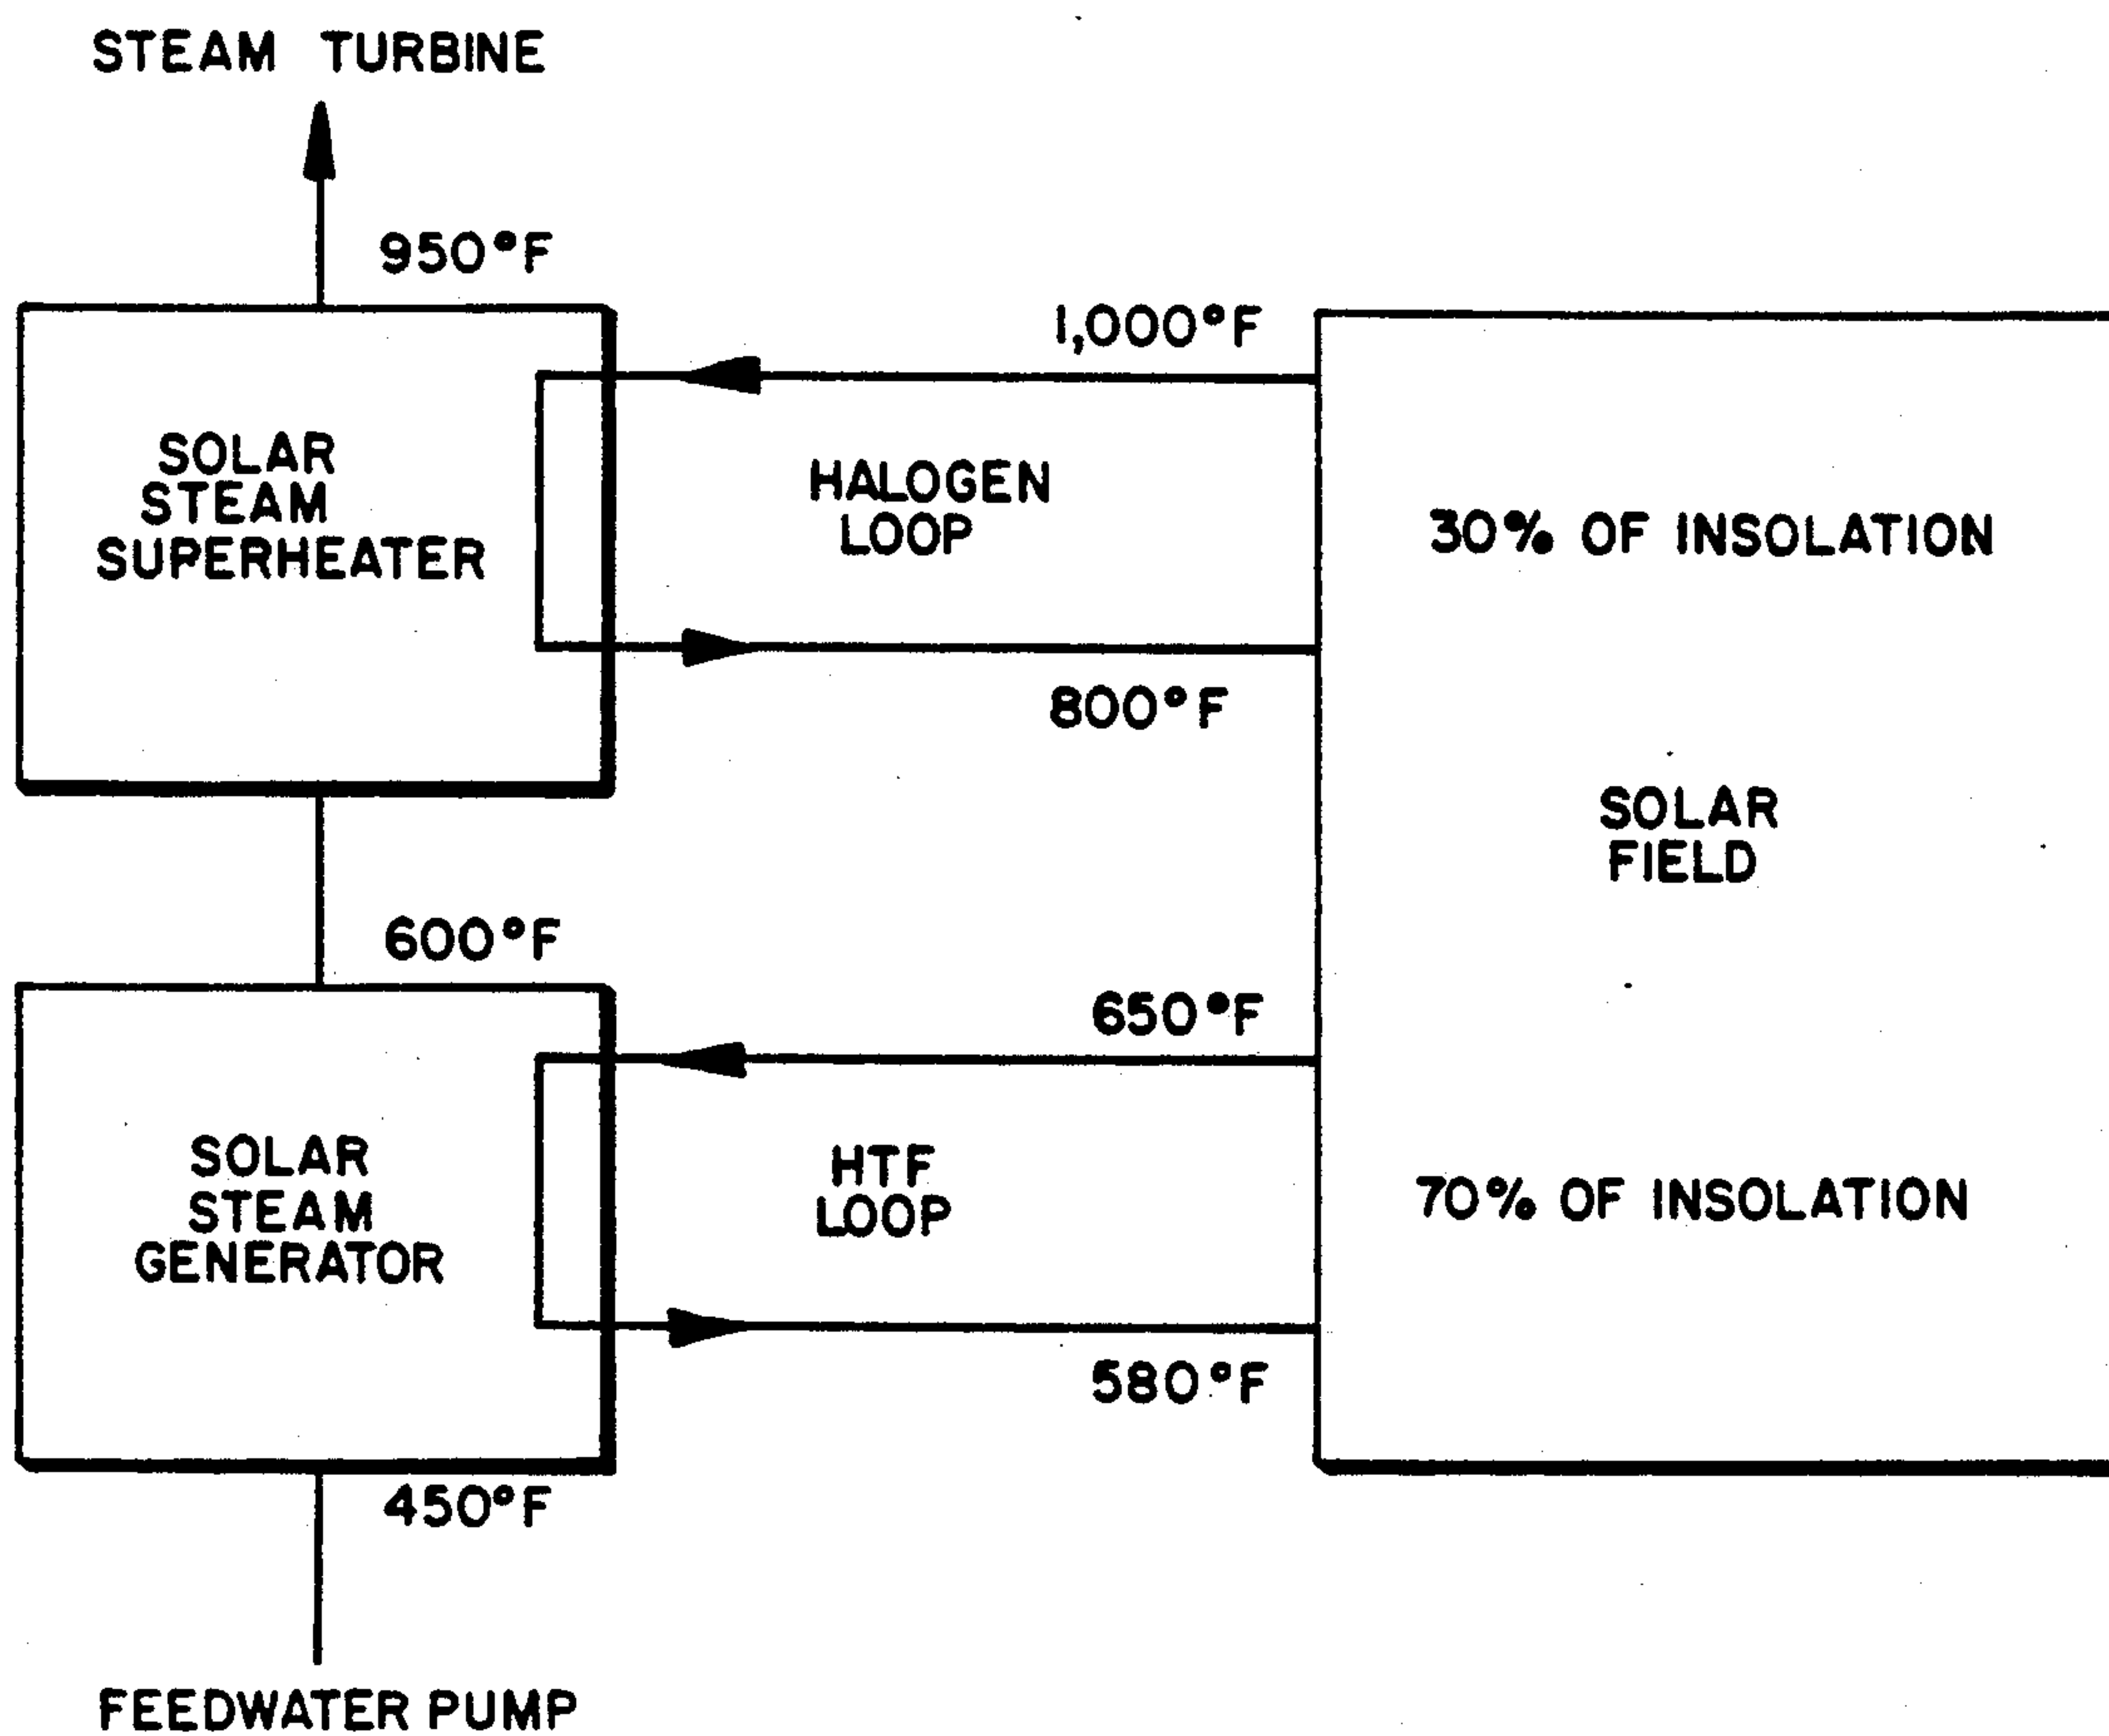 STEAM TURBINE
950°F
1,000°F
SOLAR
STEAM
SUPERHEATER
HALOGEN
LOOP
30% OF INSOLATION
800°F
SOLAR
FIELD
600°F
650°F
SOLAR
STEAM
GENERATOR
HTF
LOOP
70% OF INSOLATION
580°F
450°F
FEEDWATER PUMP